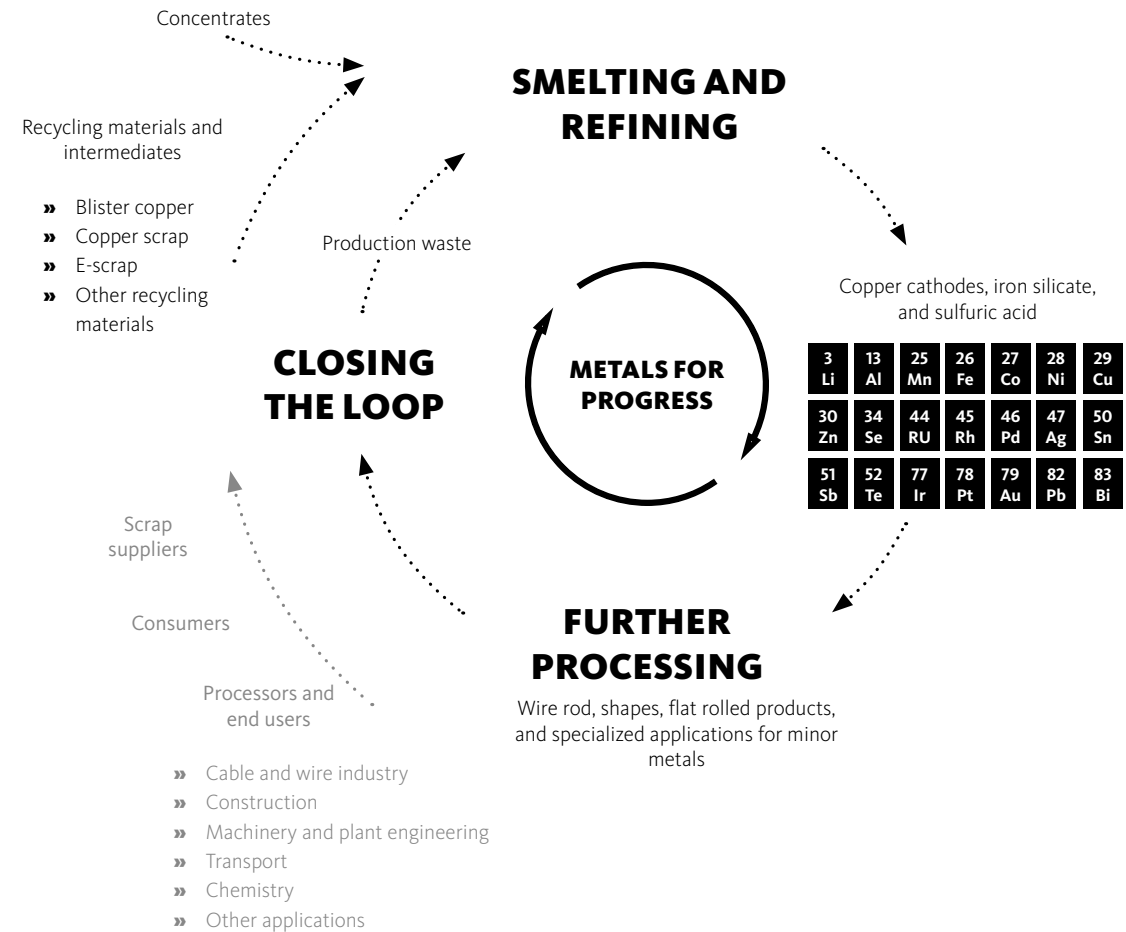 Concentrates
SMELTING AND
REFINING
Recycling materials and
intermediates
» Blister copper
» Copper scrap
» E-scrap
» Other recycling
materials
Production waste
Copper cathodes, iron silicate,
and sulfuric acid
3 13 25 26 27 28 29
Li Al Mn Fe Co Ni Cu
30 34 44 45 46 47 50
Zn Se RU Rh Pd Ag Sn
51 52 77 78 79 82 83
Sb Te Ir Pt Au Pb Bi
METALS FOR
PROGRESS
CLOSING
THE LOOP
Scrap
suppliers
Consumers
Processors and
end users
» Cable and wire industry
» Construction
» Machinery and plant engineering
» Transport
» Chemistry
» Other applications
FURTHER
PROCESSING
Wire rod, shapes, flat rolled products,
and specialized applications for minor
metals